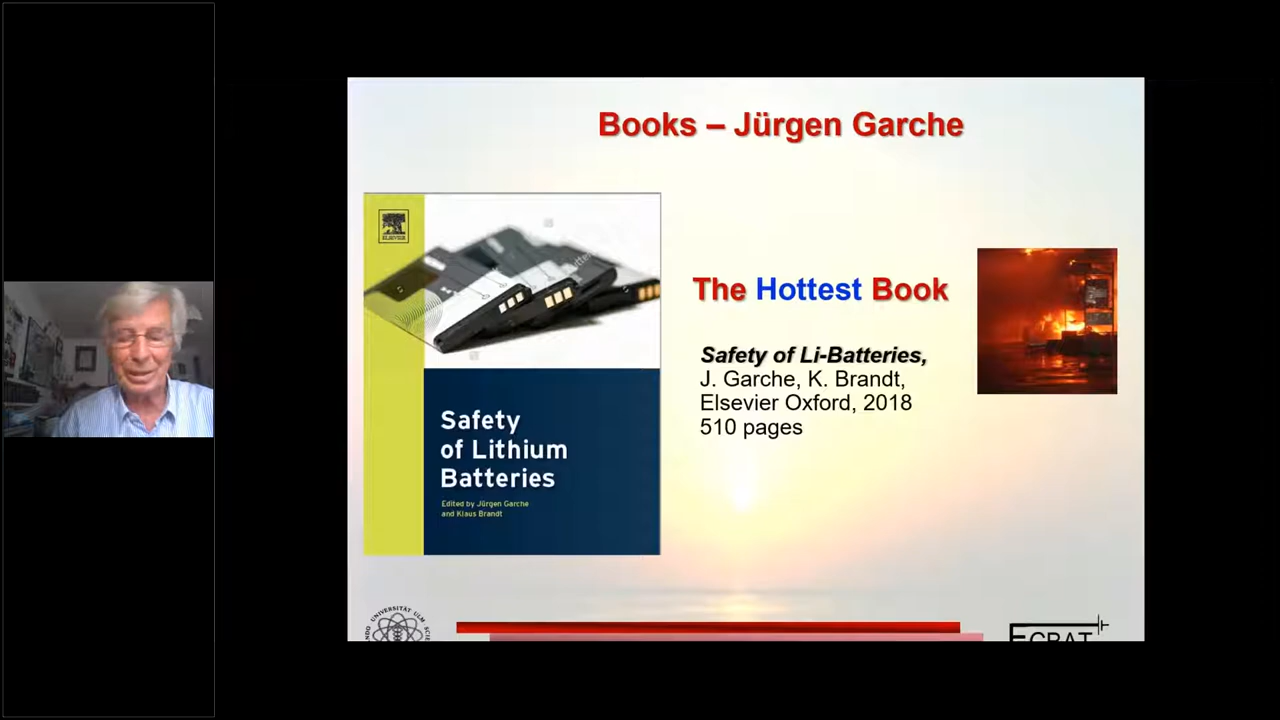 Books – Jürgen Garche
Safety
of Lithium
Batteries
Edited by Jürgen Garche
and Klaus Brandt
The Hottest Book
Safety of Li-Batteries,
J. Garche, K. Brandt,
Elsevier Oxford, 2018
510 pages
UNIVERSITÄT ULM